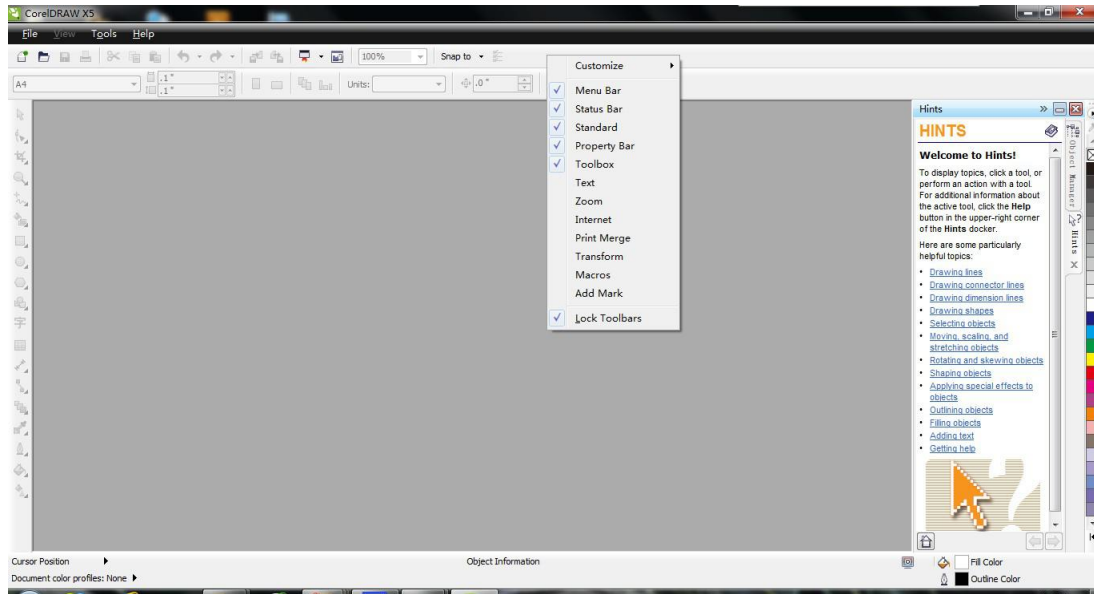 CorelDRAW X5
File View Tools Help
100% Snap to
A4 .1" Units: .0"
.1"
Customize
Menu Bar
Status Bar
Standard
Property Bar
Toolbox
Text
Zoom
Internet
Print Merge
Transform
Macros
Add Mark
Lock Toolbars
字
Hints
HINTS
Welcome to Hints!
To display topics, click a tool, or
perform an action with a tool.
For additional information about
the active tool, click the Help
button in the upper-right corner
of the Hints docker.
Here are some particularly
helpful topics:
• Drawing lines
• Drawing connector lines
• Drawing dimension lines
• Drawing shapes
• Selecting objects
• Moving, scaling, and
stretching objects
• Rotating and skewing objects
• Shaping objects
• Applying special effects to
objects
• Outlining objects
• Filling objects
• Adding text
• Getting help
Object Manager
Hints
Cursor Position Object Information Fill Color
Document color profiles: None Outline Color